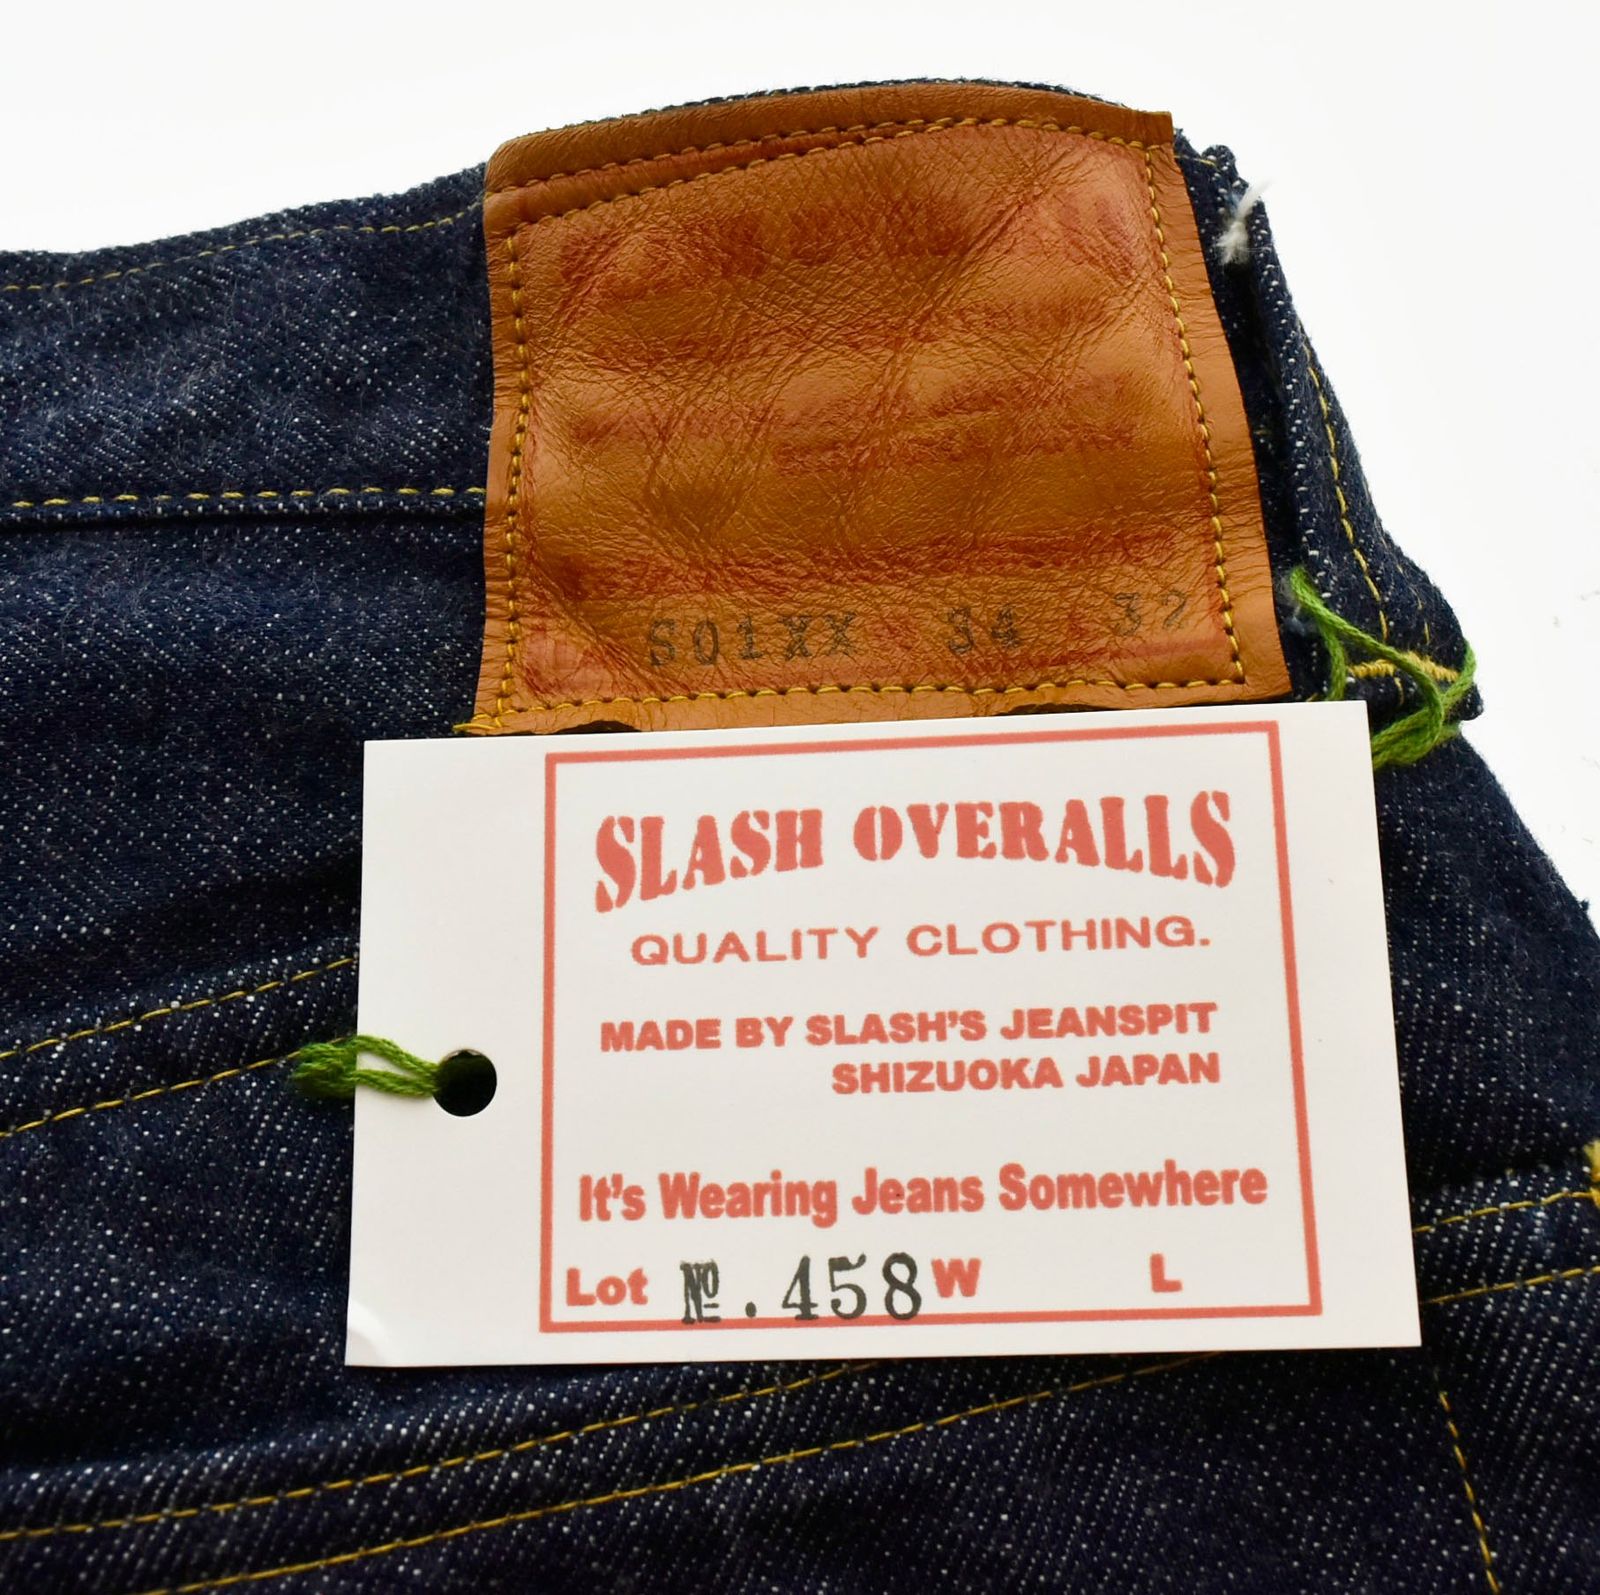 S01XX 34 32
SLASH OVERALLS
QUALITY CLOTHING.
MADE BY SLASH'S JEANSPIT
SHIZUOKA JAPAN
It's Wearing Jeans Somewhere
Lot №.458 W L